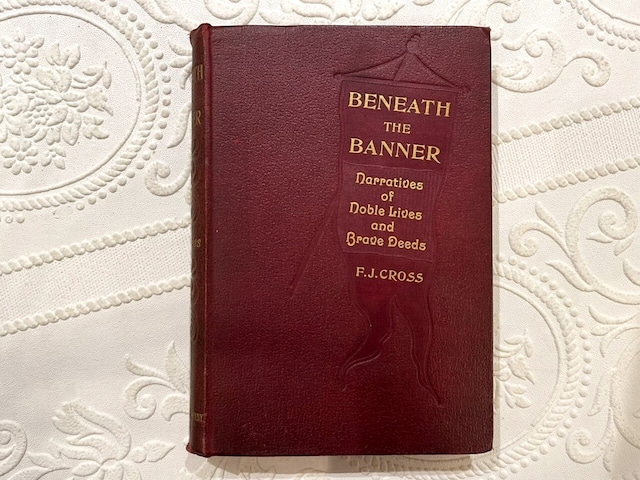 BENEATH
THE
BANNER
Narratives
of
Noble Lives
and
Brave Deeds
F.J. CROSS